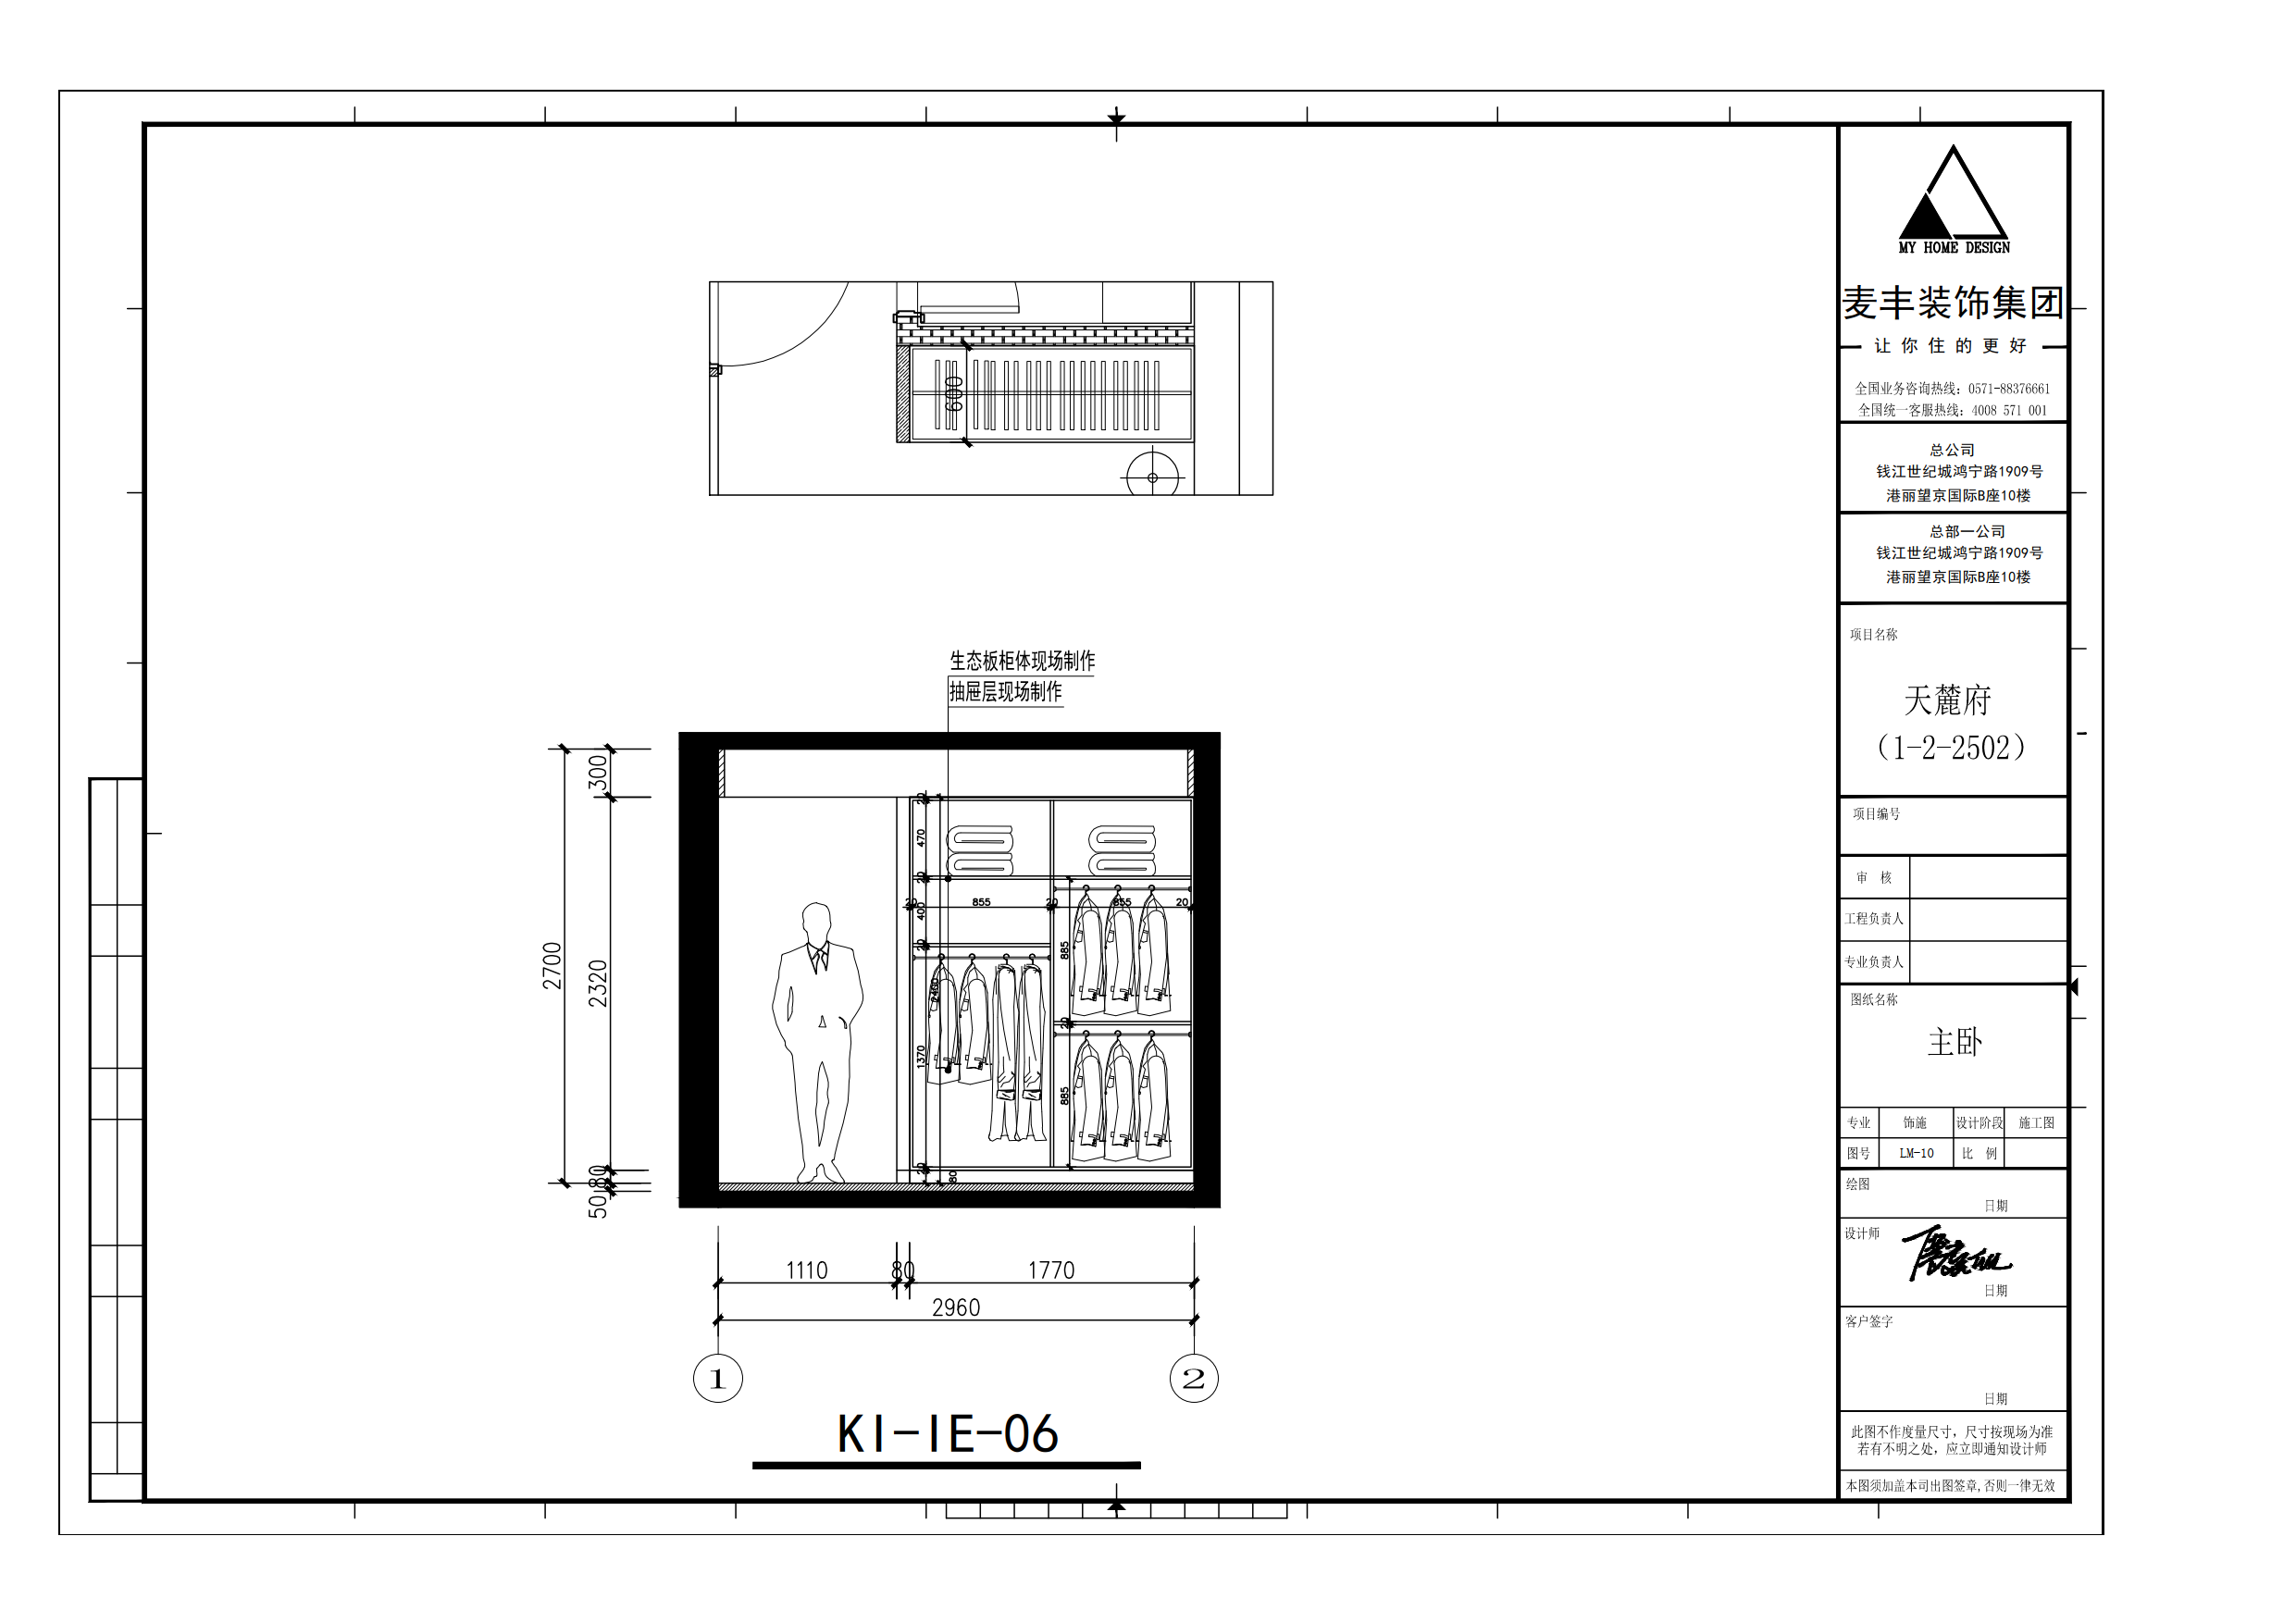 600
生态板柜体现场制作
抽屉层现场制作
300
2700
2320
80
50
20
470
20
400
20
1370
20
80
2460
20
855
20
855
20
885
20
885
1110
80
1770
2960
1
2
KI-IE-06
MY HOME DESIGN
麦丰装饰集团
让你住的更好
全国业务咨询热线：0571-88376661
全国统一客服热线：4008 571 001
总公司
钱江世纪城鸿宁路1909号
港丽望京国际B座10楼
总部一公司
钱江世纪城鸿宁路1909号
港丽望京国际B座10楼
项目名称
天麓府
（1-2-2502）
项目编号
审 核
工程负责人
专业负责人
图纸名称
主卧
专业 饰施 设计阶段 施工图
图号 LM-10 比 例
绘图
日期
设计师
日期
客户签字
日期
此图不作度量尺寸，尺寸按现场为准
若有不明之处，应立即通知设计师
本图须加盖本司出图签章,否则一律无效